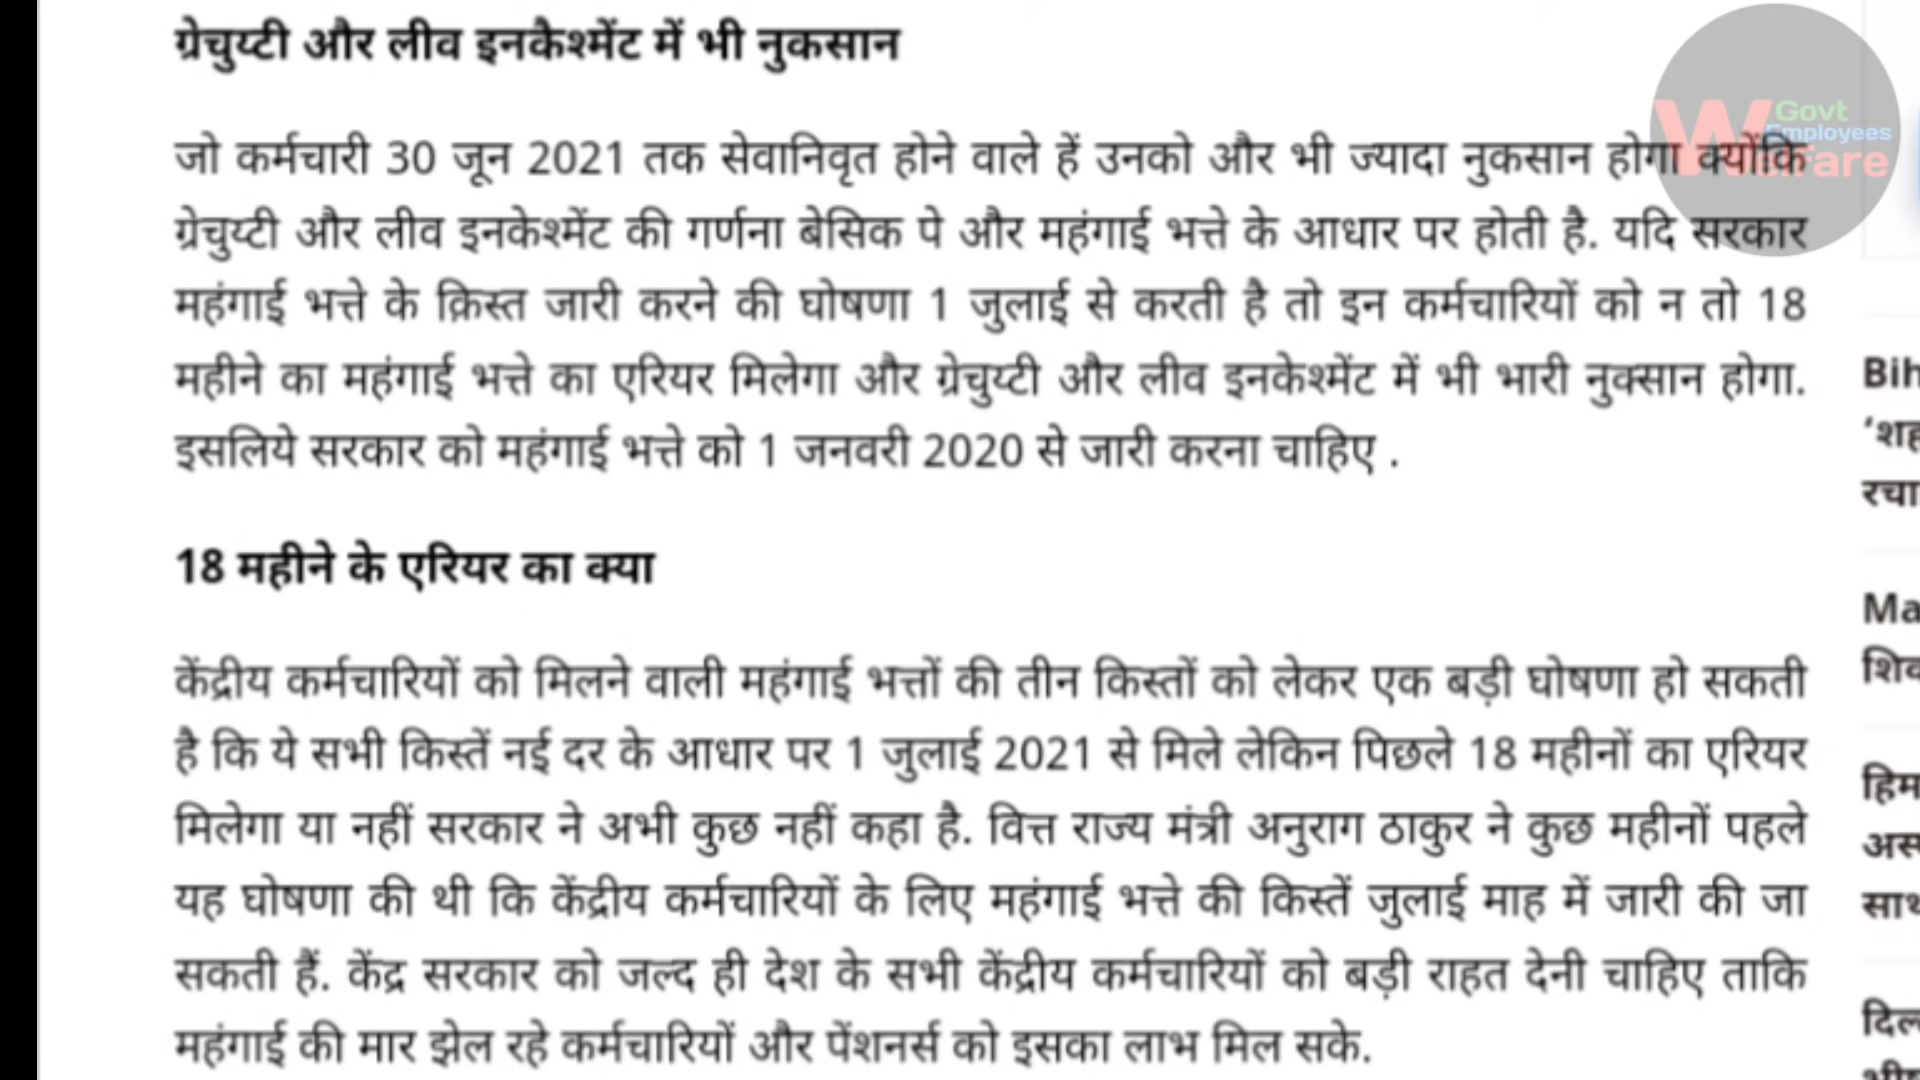 ग्रेचुय्टी और लीव इनकैश्मेंट में भी नुकसान
जो कर्मचारी 30 जून 2021 तक सेवानिवृत होने वाले हें उनको और भी ज्यादा नुकसान होगा क्योंकि
ग्रेचुय्टी और लीव इनकेश्मेंट की गर्णना बेसिक पे और महंगाई भत्ते के आधार पर होती है. यदि सरकार
महंगाई भत्ते के क़िस्त जारी करने की घोषणा 1 जुलाई से करती है तो इन कर्मचारियों को न तो 18
महीने का महंगाई भत्ते का एरियर मिलेगा और ग्रेचुय्टी और लीव इनकेश्मेंट में भी भारी नुक्सान होगा.
इसलिये सरकार को महंगाई भत्ते को 1 जनवरी 2020 से जारी करना चाहिए .
18 महीने के एरियर का क्या
केंद्रीय कर्मचारियों को मिलने वाली महंगाई भत्तों की तीन किस्तों को लेकर एक बड़ी घोषणा हो सकती
है कि ये सभी किस्तें नई दर के आधार पर 1 जुलाई 2021 से मिले लेकिन पिछले 18 महीनों का एरियर
मिलेगा या नहीं सरकार ने अभी कुछ नहीं कहा है. वित्त राज्य मंत्री अनुराग ठाकुर ने कुछ महीनों पहले
यह घोषणा की थी कि केंद्रीय कर्मचारियों के लिए महंगाई भत्ते की किस्तें जुलाई माह में जारी की जा
सकती हैं. केंद्र सरकार को जल्द ही देश के सभी केंद्रीय कर्मचारियों को बड़ी राहत देनी चाहिए ताकि
महंगाई की मार झेल रहे कर्मचारियों और पेंशनर्स को इसका लाभ मिल सके.
Govt
Employees
Welfare
Bih
‘शह
रचा
Ma
हिम
साथ